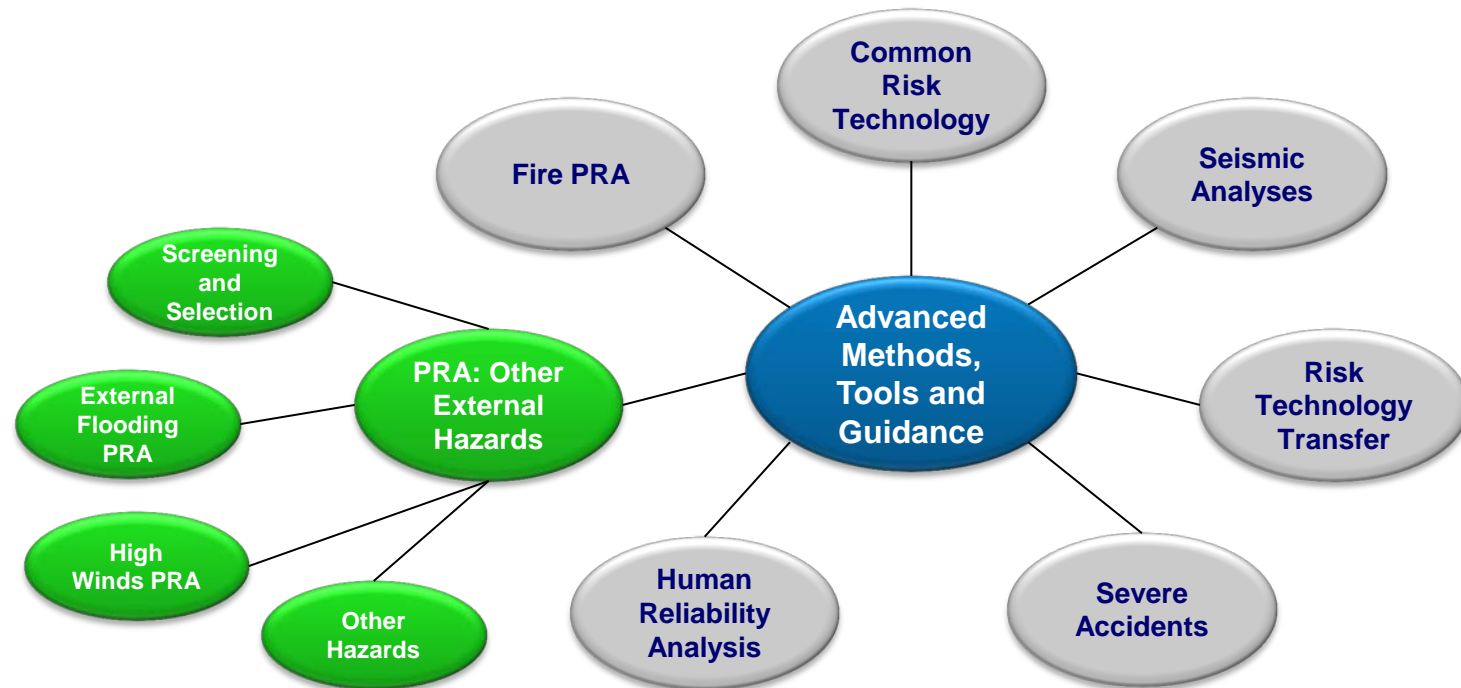 Common
Risk
Technology
Fire PRA
Seismic
Analyses
Screening
and
Selection
Advanced
Methods,
Tools and
Guidance
PRA: Other
External
Hazards
Risk
Technology
Transfer
External
Flooding
PRA
High
Winds PRA
Human
Reliability
Analysis
Severe
Accidents
Other
Hazards